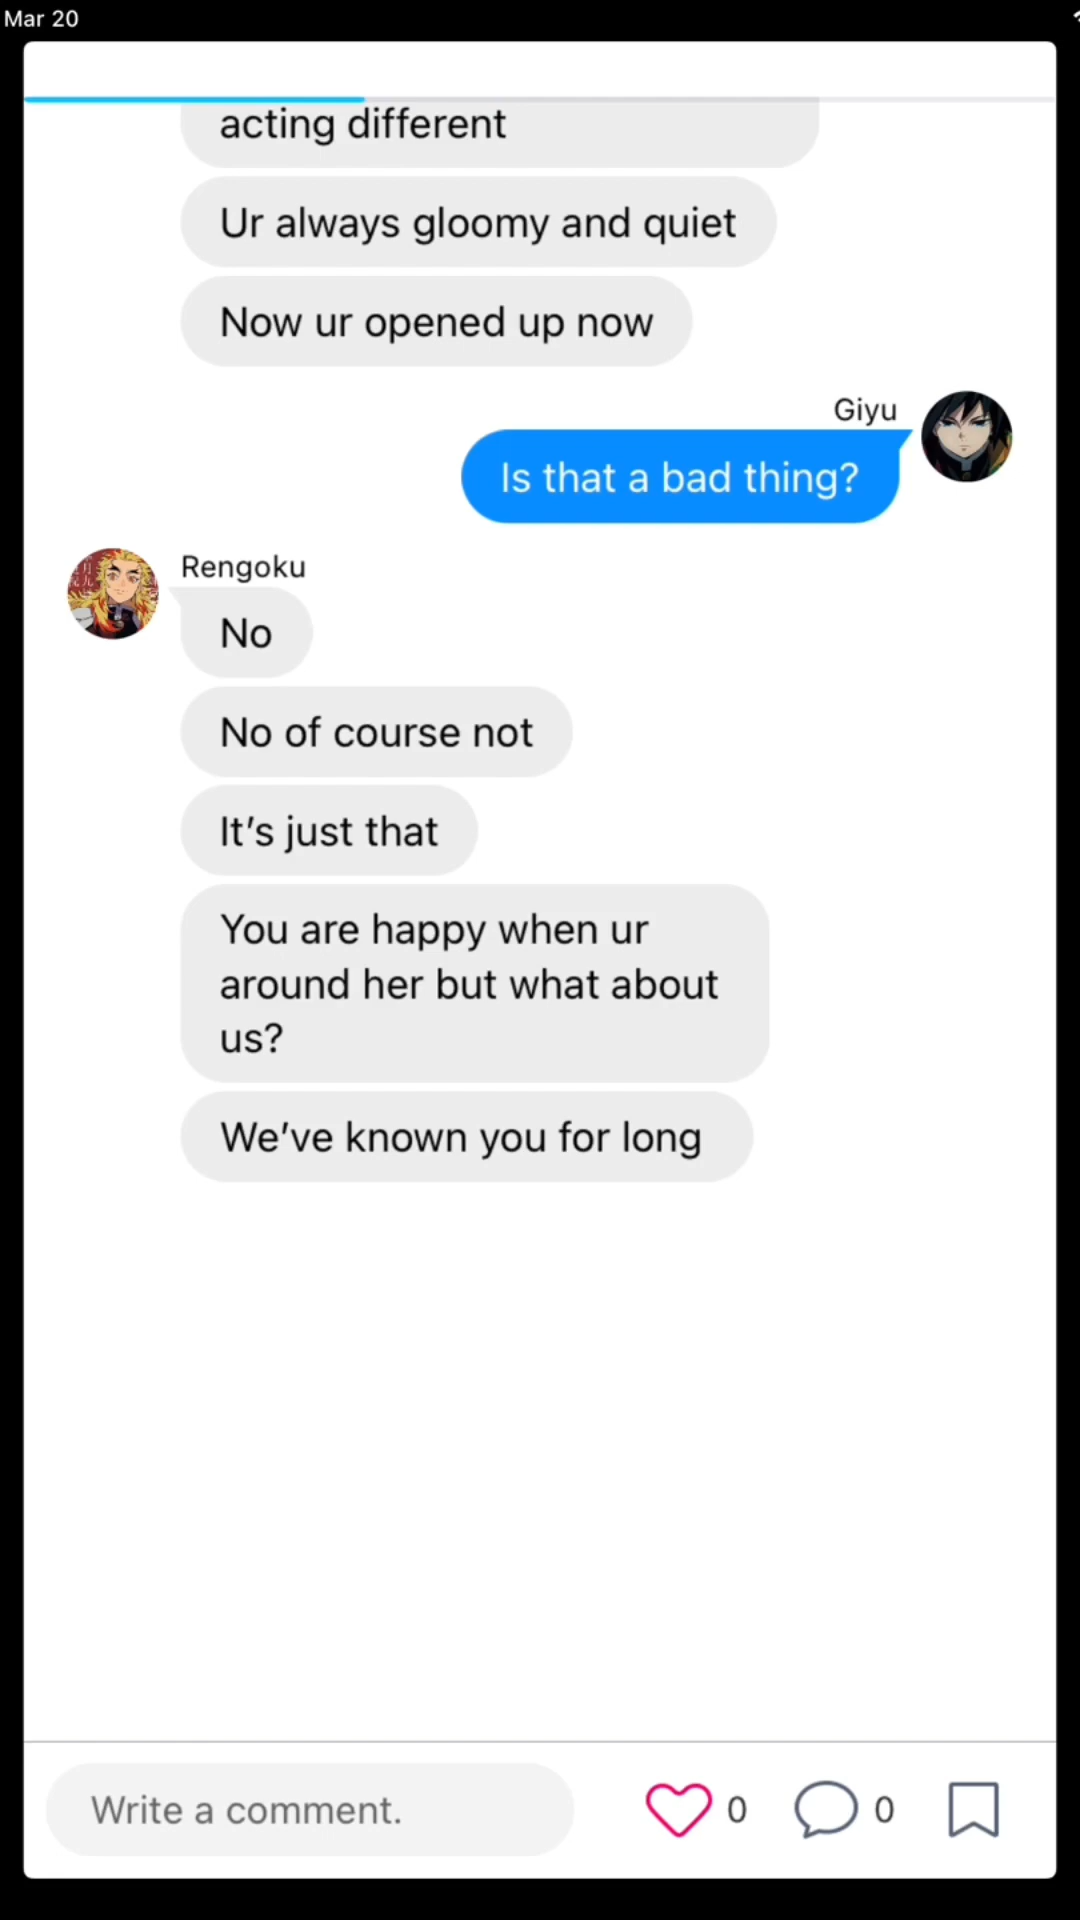 Mar 20
acting different
Ur always gloomy and quiet
Now ur opened up now
Giyu
Is that a bad thing?
Rengoku
No
No of course not
It's just that
You are happy when ur
around her but what about
us?
We've known you for long
Write a comment.
0
0